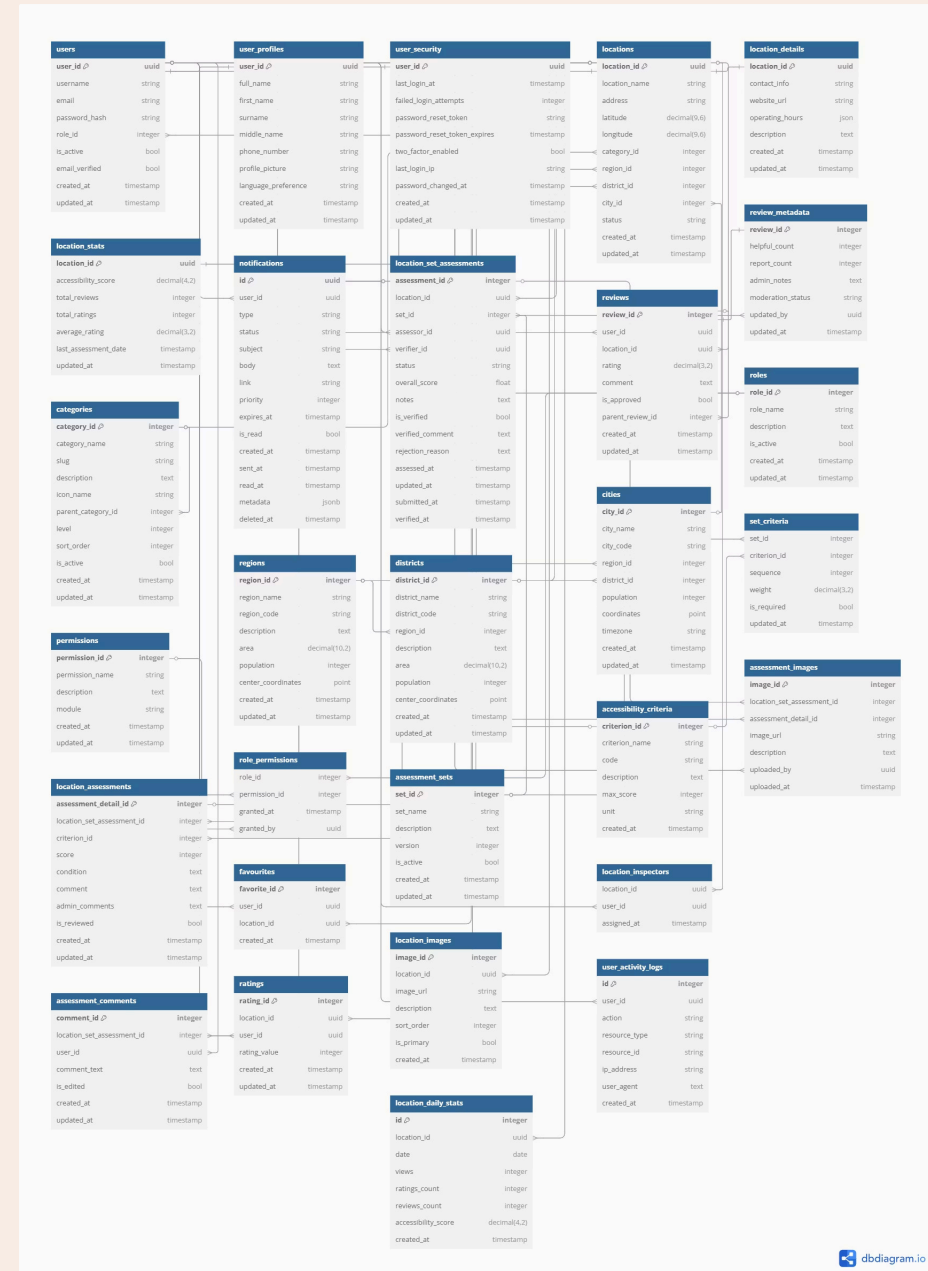 users
user_id uuid
username string
email string
password_hash string
role_id integer
is_active bool
email_verified bool
created_at timestamp
updated_at timestamp
user_profiles
user_id uuid
full_name string
first_name string
surname string
middle_name string
phone_number string
profile_picture string
language_preference string
created_at timestamp
updated_at timestamp
user_security
user_id uuid
last_login_at timestamp
failed_login_attempts integer
password_reset_token string
password_reset_token_expires timestamp
two_factor_enabled bool
last_login_ip string
password_changed_at timestamp
created_at timestamp
updated_at timestamp
locations
location_id uuid
location_name string
address string
latitude decimal(9,6)
longitude decimal(9,6)
category_id integer
region_id integer
district_id integer
city_id integer
status string
created_at timestamp
updated_at timestamp
location_details
location_id uuid
contact_info string
website_url string
operating_hours json
description text
created_at timestamp
updated_at timestamp
review_metadata
review_id integer
helpful_count integer
report_count integer
admin_notes text
moderation_status string
updated_by uuid
updated_at timestamp
location_stats
location_id uuid
accessibility_score decimal(4,2)
total_reviews integer
total_ratings integer
average_rating decimal(3,2)
last_assessment_date timestamp
updated_at timestamp
notifications
id uuid
user_id uuid
type string
status string
subject string
body text
link string
priority integer
expires_at timestamp
is_read bool
created_at timestamp
sent_at timestamp
read_at timestamp
metadata jsonb
deleted_at timestamp
location_set_assessments
assessment_id integer
location_id uuid
set_id integer
assessor_id uuid
verifier_id uuid
status string
overall_score float
notes text
is_verified bool
verified_comment text
rejection_reason text
assessed_at timestamp
updated_at timestamp
submitted_at timestamp
verified_at timestamp
reviews
review_id integer
user_id uuid
location_id uuid
rating decimal(3,2)
comment text
is_approved bool
parent_review_id integer
created_at timestamp
updated_at timestamp
roles
role_id integer
role_name string
description text
is_active bool
created_at timestamp
updated_at timestamp
categories
category_id integer
category_name string
slug string
description text
icon_name string
parent_category_id integer
level integer
sort_order integer
is_active bool
created_at timestamp
updated_at timestamp
cities
city_id integer
city_name string
city_code string
region_id integer
district_id integer
population integer
coordinates point
timezone string
created_at timestamp
updated_at timestamp
set_criteria
set_id integer
criterion_id integer
sequence integer
weight decimal(3,2)
is_required bool
updated_at timestamp
regions
region_id integer
region_name string
region_code string
description text
area decimal(10,2)
population integer
center_coordinates point
created_at timestamp
updated_at timestamp
districts
district_id integer
district_name string
district_code string
region_id integer
description text
area decimal(10,2)
population integer
center_coordinates point
created_at timestamp
updated_at timestamp
permissions
permission_id integer
permission_name string
description text
module string
created_at timestamp
updated_at timestamp
assessment_images
image_id integer
location_set_assessment_id integer
assessment_detail_id integer
image_url string
description text
uploaded_by uuid
uploaded_at timestamp
accessibility_criteria
criterion_id integer
criterion_name string
code string
description text
max_score integer
unit string
created_at timestamp
role_permissions
role_id integer
permission_id integer
granted_at timestamp
granted_by uuid
assessment_sets
set_id integer
set_name string
description text
version integer
is_active bool
created_at timestamp
updated_at timestamp
location_assessments
assessment_detail_id integer
location_set_assessment_id integer
criterion_id integer
score integer
condition text
comment text
admin_comments text
is_reviewed bool
created_at timestamp
updated_at timestamp
favourites
favorite_id integer
user_id uuid
location_id uuid
created_at timestamp
location_inspectors
location_id uuid
user_id uuid
assigned_at timestamp
location_images
image_id integer
location_id uuid
image_url string
description text
sort_order integer
is_primary bool
created_at timestamp
user_activity_logs
id integer
user_id uuid
action string
resource_type string
resource_id string
ip_address string
user_agent text
created_at timestamp
ratings
rating_id integer
location_id uuid
user_id uuid
rating_value integer
created_at timestamp
updated_at timestamp
assessment_comments
comment_id integer
location_set_assessment_id integer
user_id uuid
comment_text text
is_edited bool
created_at timestamp
updated_at timestamp
location_daily_stats
id integer
location_id uuid
date date
views integer
ratings_count integer
reviews_count integer
accessibility_score decimal(4,2)
created_at timestamp
dbdiagram.io